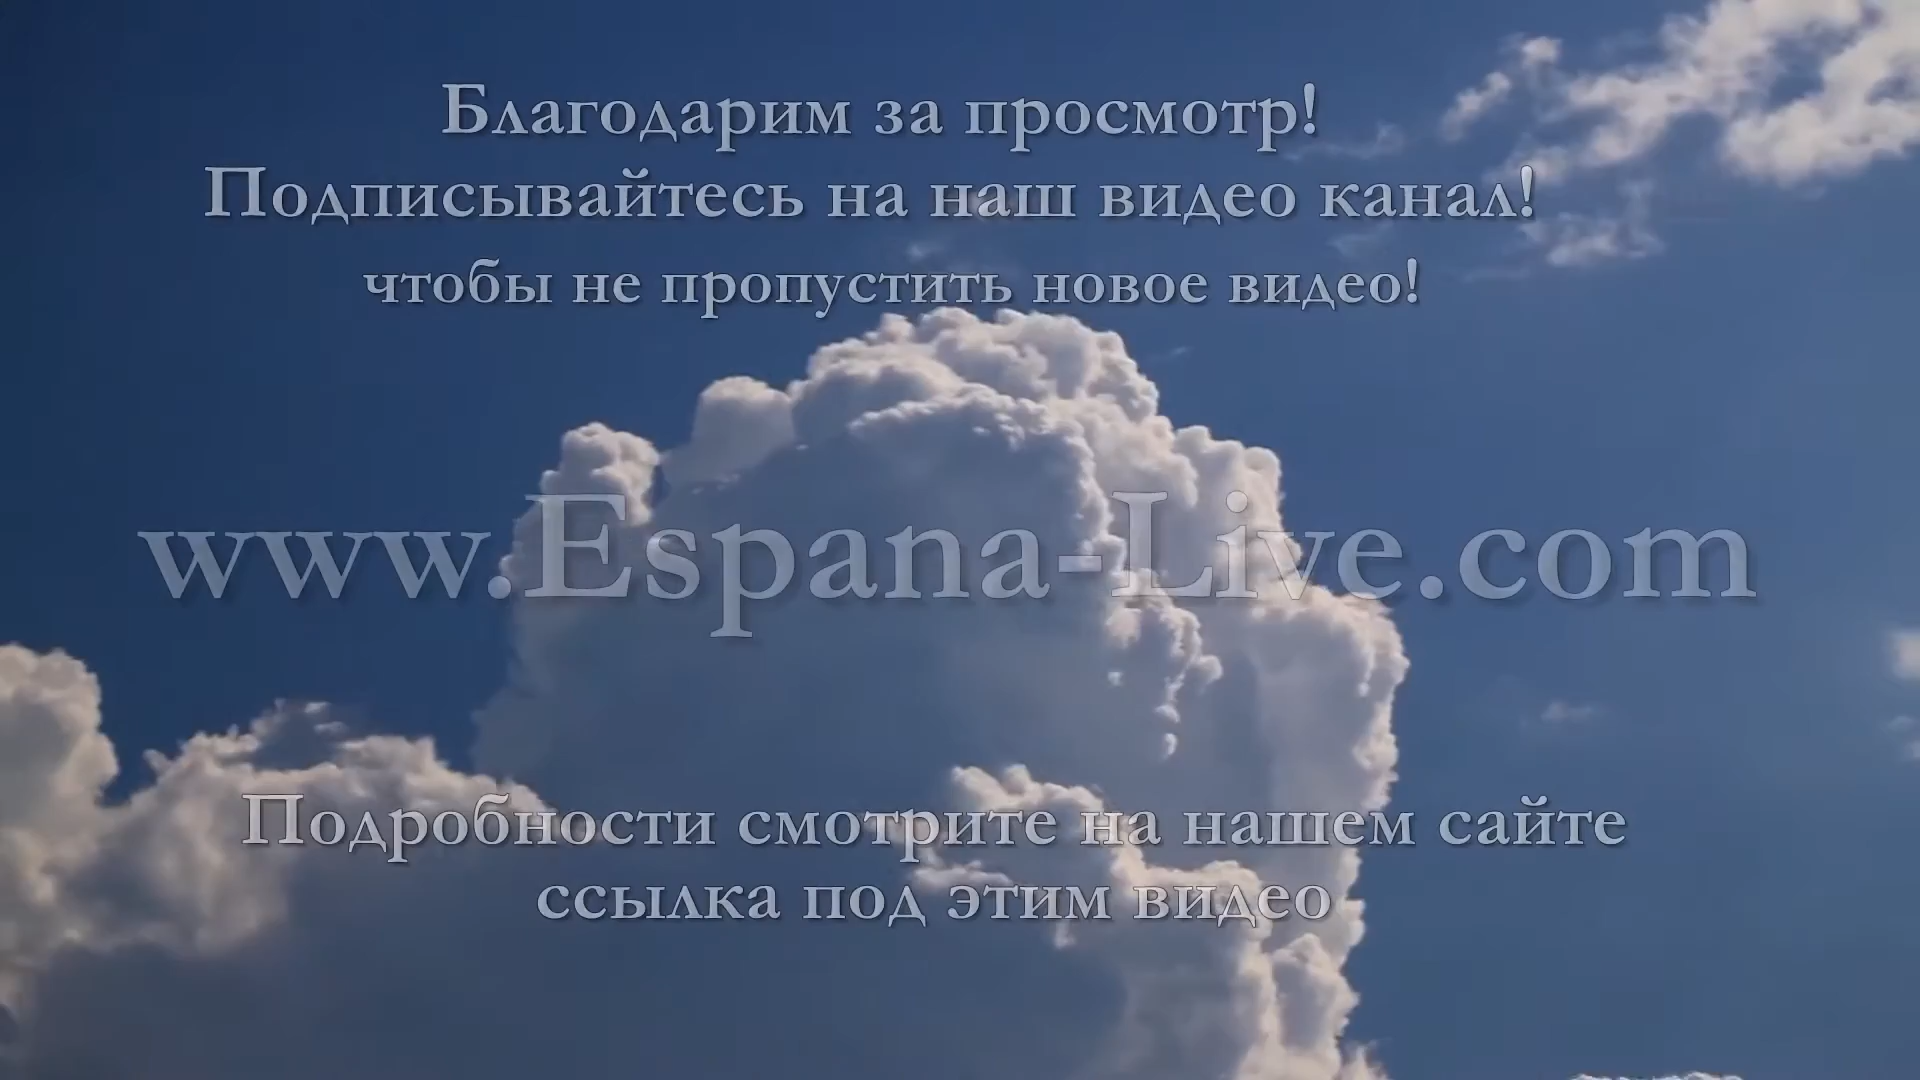 Благодарим за просмотр!
Подписывайтесь на наш видео канал!
чтобы не пропустить новое видео!
www.Espana-Live.com
Подробности смотрите на нашем сайте
ссылка под этим видео